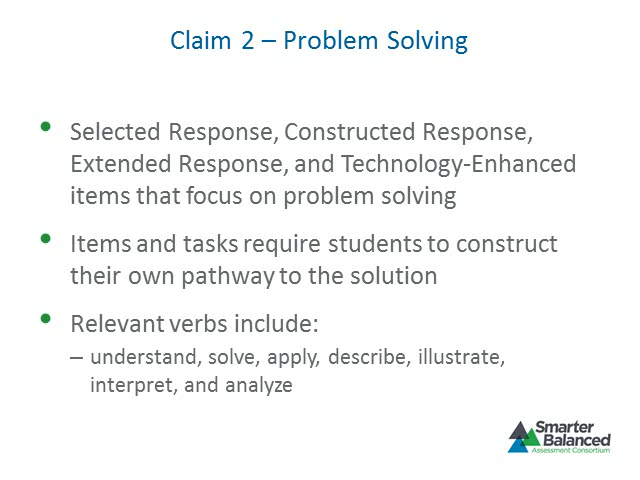 Claim 2 – Problem Solving
• Selected Response, Constructed Response,
Extended Response, and Technology-Enhanced
items that focus on problem solving
• Items and tasks require students to construct
their own pathway to the solution
• Relevant verbs include:
– understand, solve, apply, describe, illustrate,
interpret, and analyze
Smarter
Balanced
Assessment Consortium